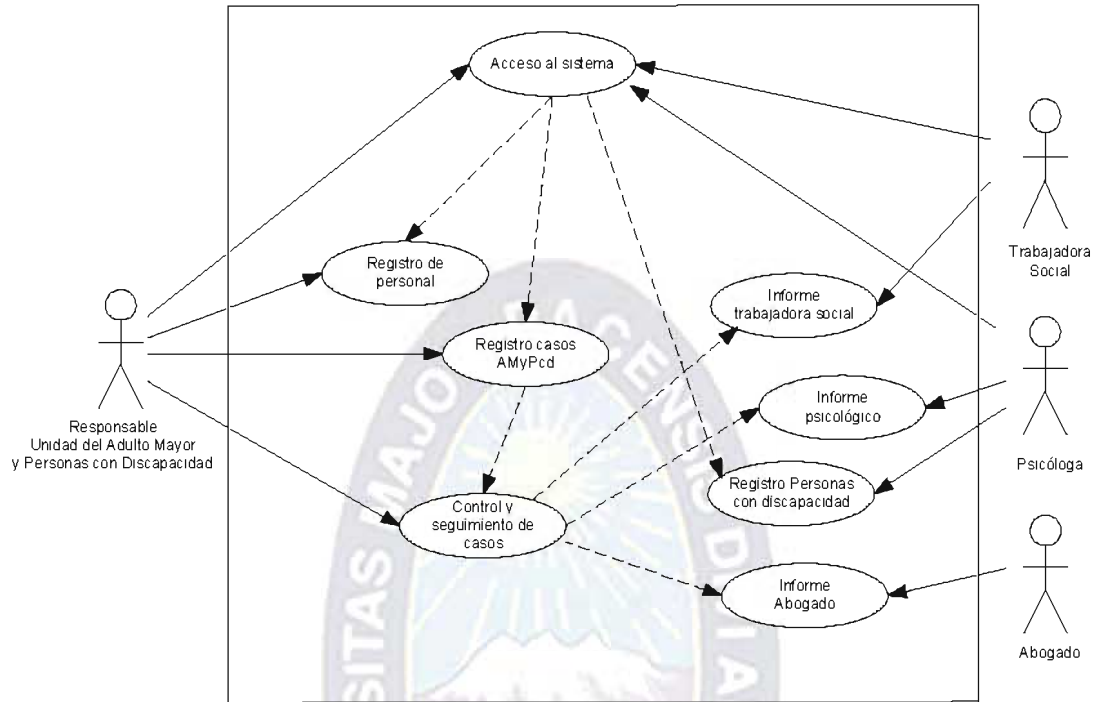 Acceso al sistema
Trabajadora
Social
Registro de
personal
Informe
trabajadora social
Registro casos
AMyPcd
Responsable
Unidad del Adulto Mayor
y Personas con Discapacidad
Informe
psicológico
Psicóloga
Registro Personas
con discapacidad
Control y
seguimiento de
casos
Informe
Abogado
Abogado